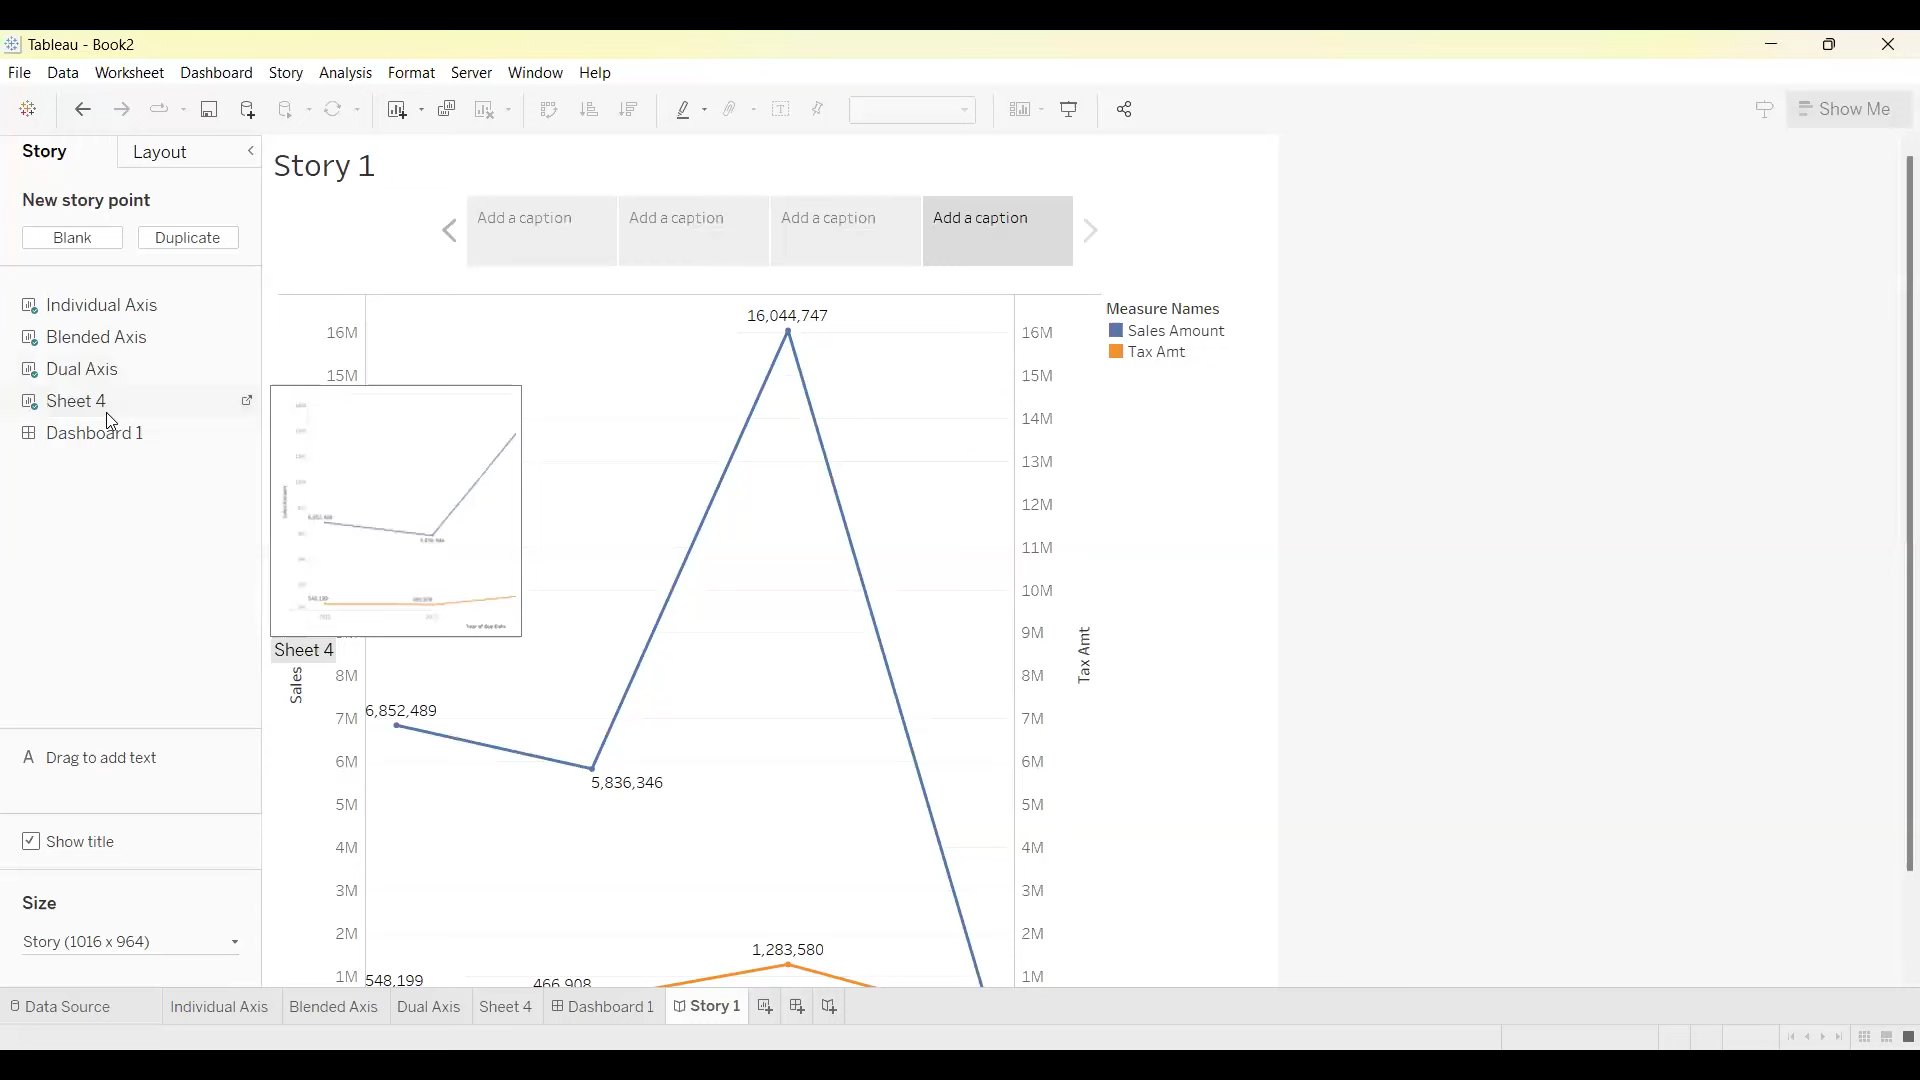 Tableau - Book2
File Data Worksheet Dashboard Story Analysis Format Server Window Help
Show Me
Story Layout
New story point
Blank Duplicate
Individual Axis
Blended Axis
Dual Axis
Sheet 4
Dashboard 1
Drag to add text
Show title
Size
Story (1016 x 964)
Story 1
Add a caption Add a caption Add a caption Add a caption
16M
15M
8M
7M
6M
5M
4M
3M
2M
1M
Sales
16,044,747
6,852,489
5,836,346
1,283,580
548,199
466,908
Sheet 4
16M
15M
14M
13M
12M
11M
10M
9M
8M
7M
6M
5M
4M
3M
2M
1M
Tax Amt
Measure Names
Sales Amount
Tax Amt
Data Source Individual Axis Blended Axis Dual Axis Sheet 4 Dashboard 1 Story 1